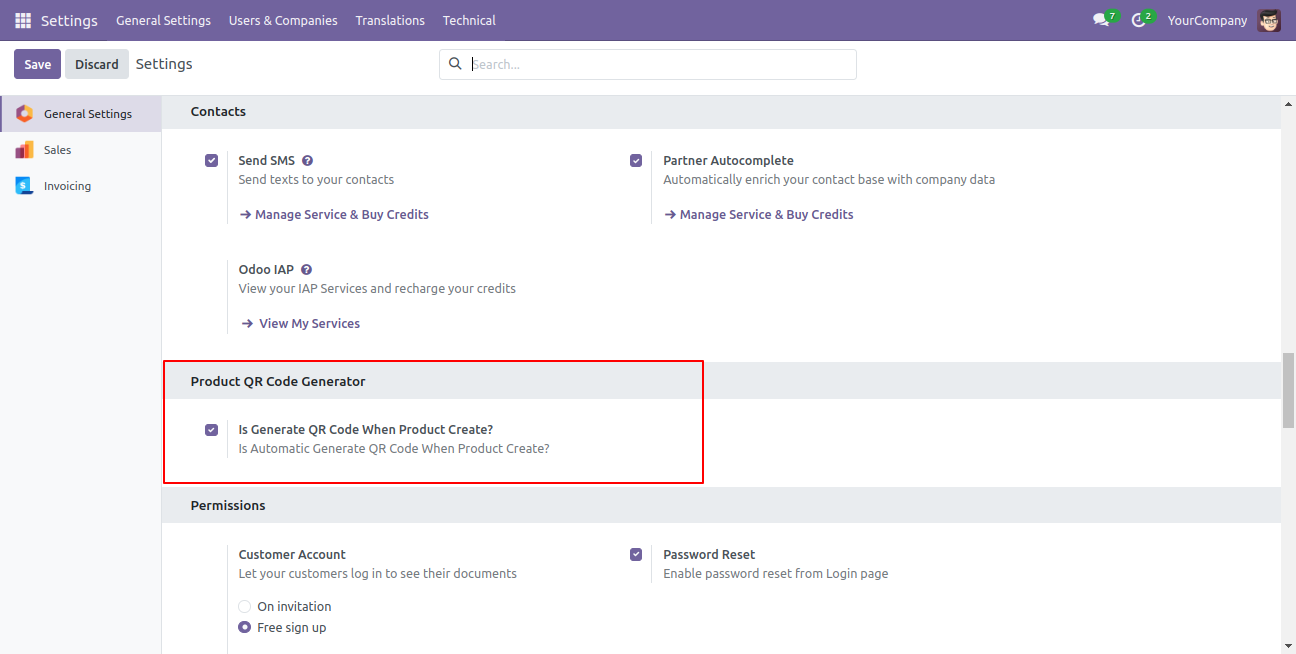 Settings General Settings Users & Companies Translations Technical 7 2 YourCompany
Save Discard Settings Search...
General Settings
Sales
Invoicing
Contacts
Send SMS
Send texts to your contacts
Manage Service & Buy Credits
Partner Autocomplete
Automatically enrich your contact base with company data
Manage Service & Buy Credits
Odoo IAP
View your IAP Services and recharge your credits
View My Services
Product QR Code Generator
Is Generate QR Code When Product Create?
Is Automatic Generate QR Code When Product Create?
Permissions
Customer Account
Let your customers log in to see their documents
On invitation
Free sign up
Password Reset
Enable password reset from Login page